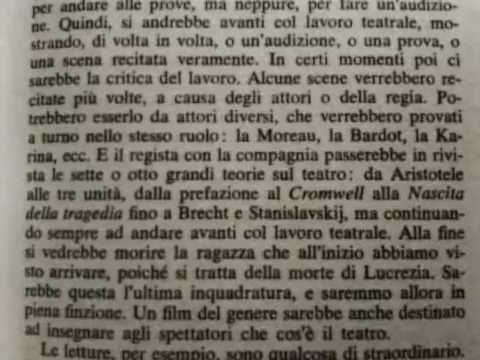 per andare alle prove, ma neppure, per fare un'audizio-
ne. Quindi, si andrebbe avanti col lavoro teatrale, mo-
strando, di volta in volta, o un'audizione, o una prova, o
una scena recitata veramente. In certi momenti poi ci
sarebbe la critica del lavoro. Alcune scene verrebbero re-
citate più volte, a causa degli attori o della regia. Po-
trebbero esserlo da attori diversi, che verrebbero provati
a turno nello stesso ruolo: la Moreau, la Bardot, la Ka-
rina, ecc. E il regista con la compagnia passerebbe in rivi-
sta le sette o otto grandi teorie sul teatro: da Aristotele
alle tre unità, dalla prefazione al Cromwell alla Nascita
della tragedia fino a Brecht e Stanislavskij, ma continuan-
do sempre ad andare avanti col lavoro teatrale. Alla fine
si vedrebbe morire la ragazza che all'inizio abbiamo vi-
sto arrivare, poiché si tratta della morte di Lucrezia. Sa-
rebbe questa l'ultima inquadratura, e saremmo allora in
piena finzione. Un film del genere sarebbe anche destinato
ad insegnare agli spettatori che cos'è il teatro.
Le letture, per esempio, sono qualcosa di straordinario.